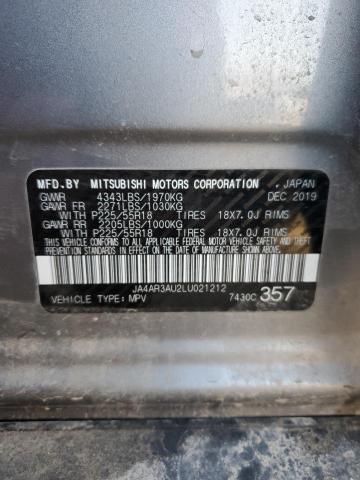 MFD.BY MITSUBISHI MOTORS CORPORATION , JAPAN
GVWR 4343LBS/1970KG DEC 2019
GAWR FR 2271LBS/1030KG
WITH P225/55R18 TIRES 18X7.0J RIMS
GAWR RR 2205LBS/1000KG
WITH P225/55R18 TIRES 18X7.0J RIMS
THIS VEHICLE CONFORMS TO ALL APPLICABLE
FEDERAL MOTOR VEHICLE SAFETY STANDARDS
IN EFFECT ON THE DATE OF MANUFACTURE
SHOWN ABOVE.
JA4AR3AU2LU021212
VEHICLE TYPE: MPV 7430C 357